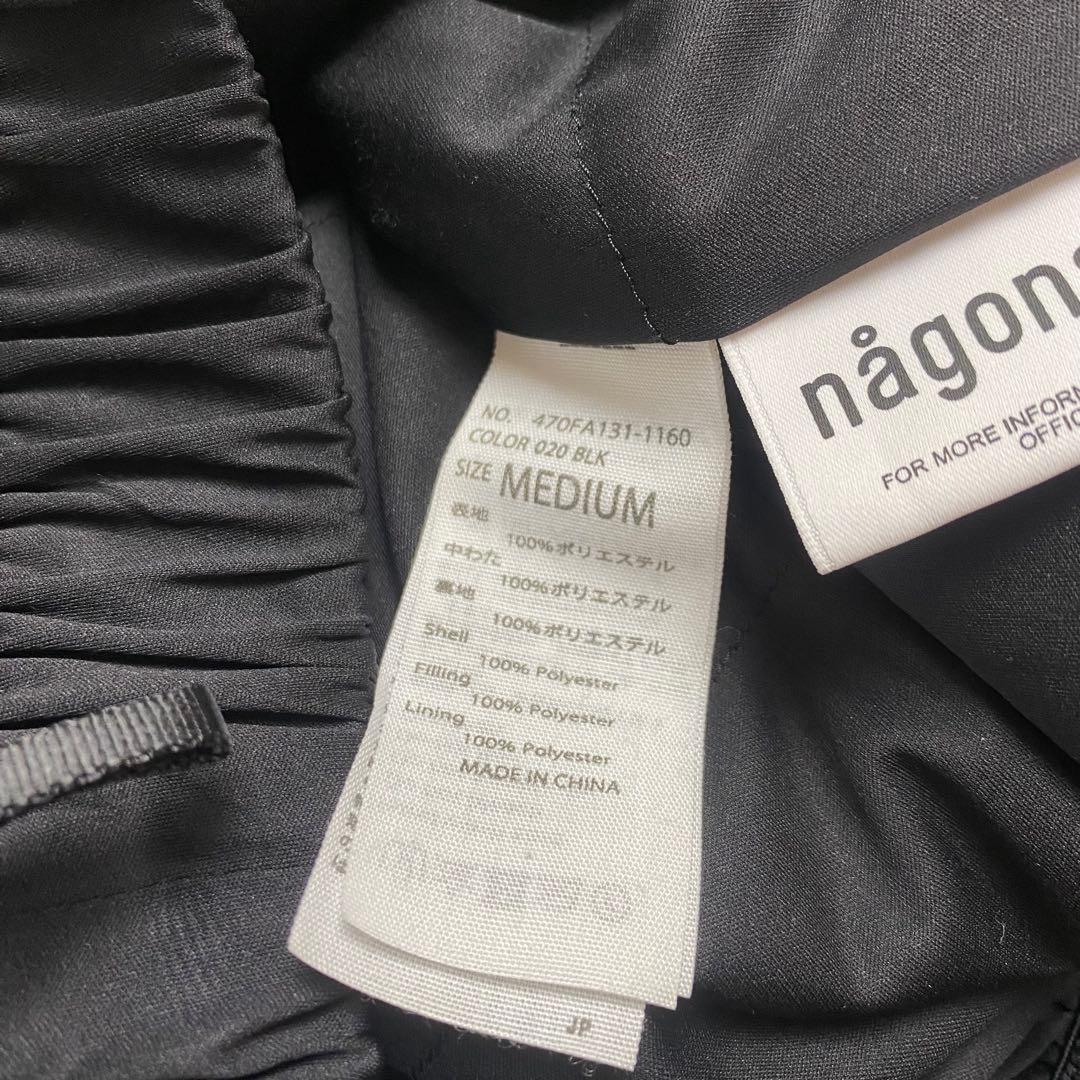 NO. 470FA131-1160
COLOR 020 BLK
SIZE MEDIUM
表地
100%ポリエステル
中わた
100%ポリエステル
裏地
100%ポリエステル
Shell
100% Polyester
Filling
100% Polyester
Lining
100% Polyester
MADE IN CHINA
JP
någons
FOR MORE INFORM
OFFIC